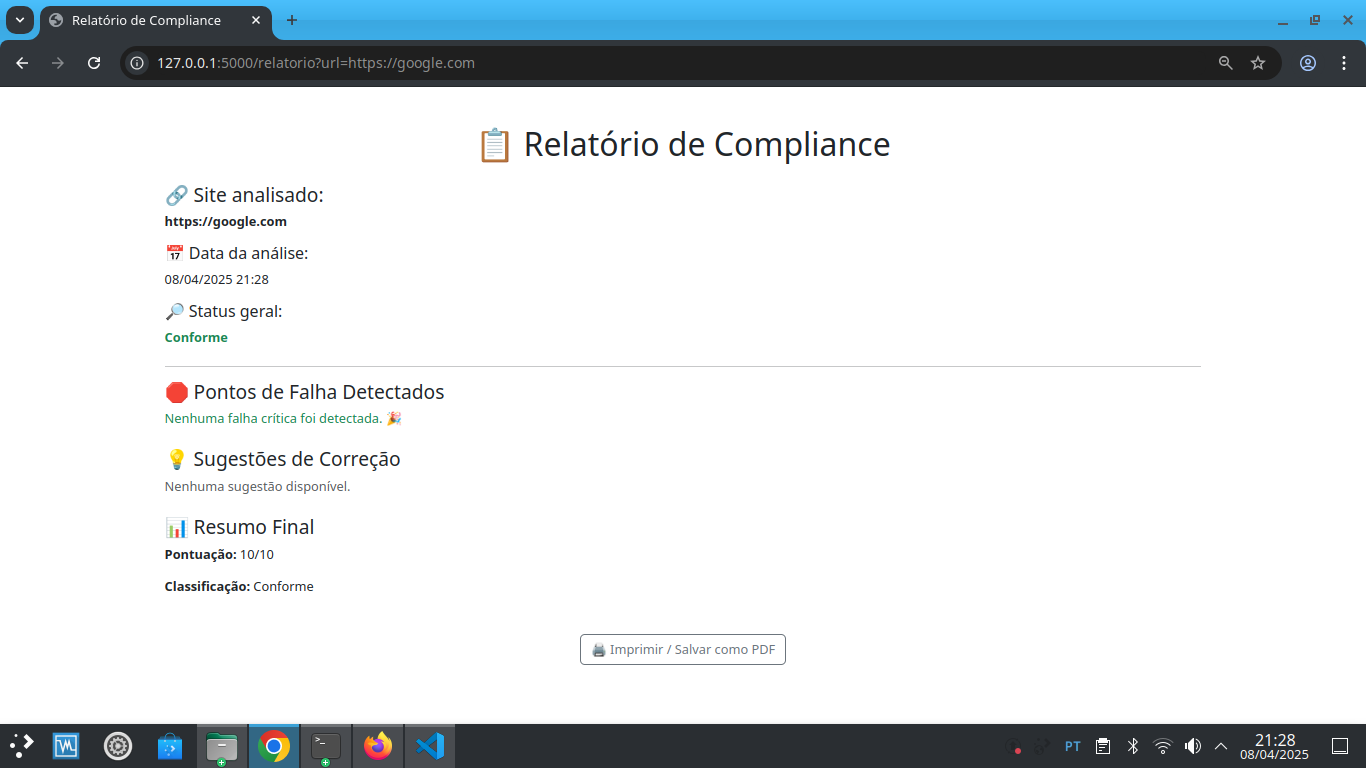 Relatório de Compliance
127.0.0.1:5000/relatorio?url=https://google.com
Relatório de Compliance
Site analisado:
https://google.com
Data da análise:
08/04/2025 21:28
Status geral:
Conforme
Pontos de Falha Detectados
Nenhuma falha crítica foi detectada.
Sugestões de Correção
Nenhuma sugestão disponível.
Resumo Final
Pontuação: 10/10
Classificação: Conforme
Imprimir / Salvar como PDF
PT
21:28
08/04/2025